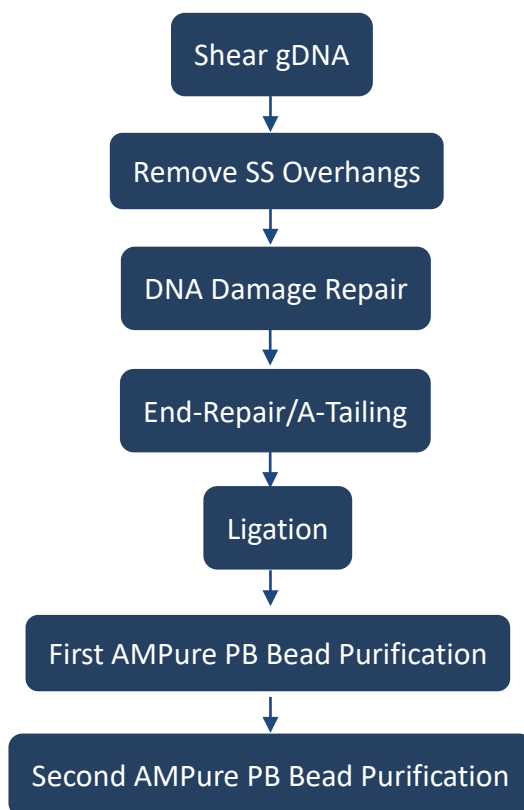 Shear gDNA
Remove SS Overhangs
DNA Damage Repair
End-Repair/A-Tailing
Ligation
First AMPure PB Bead Purification
Second AMPure PB Bead Purification